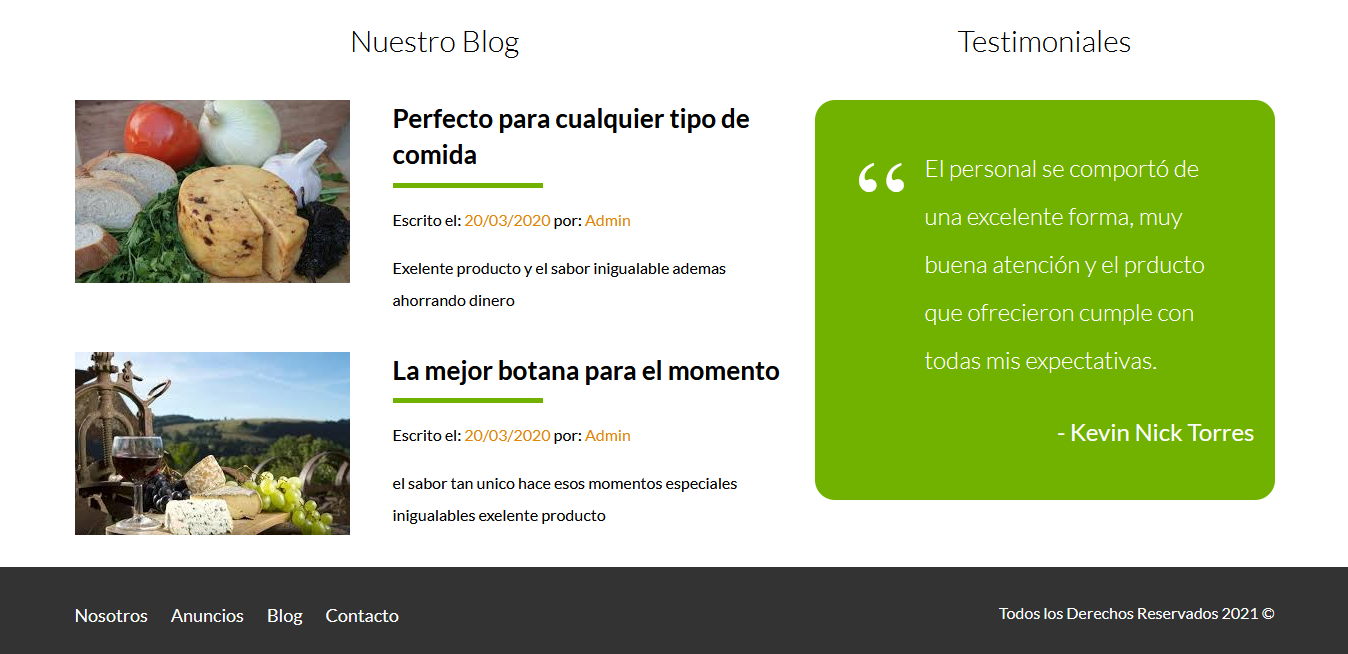 Nuestro Blog
Perfecto para cualquier tipo de
comida
Escrito el: 20/03/2020 por: Admin
Exelente producto y el sabor inigualable ademas
ahorrando dinero
La mejor botana para el momento
Escrito el: 20/03/2020 por: Admin
el sabor tan unico hace esos momentos especiales
inigualables exelente producto
Testimoniales
“
El personal se comportó de
una excelente forma, muy
buena atención y el prducto
que ofrecieron cumple con
todas mis expectativas.
- Kevin Nick Torres
Nosotros Anuncios Blog Contacto
Todos los Derechos Reservados 2021 ©